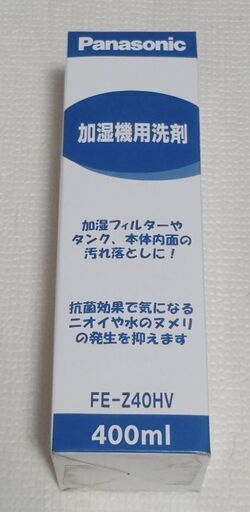 Panasonic
加湿機用洗剤
加湿フィルターや
タンク、本体内面の
汚れ落としに!
抗菌効果で気になる
ニオイや水のヌメリ
の発生を抑えます
FE-Z40HV
400ml